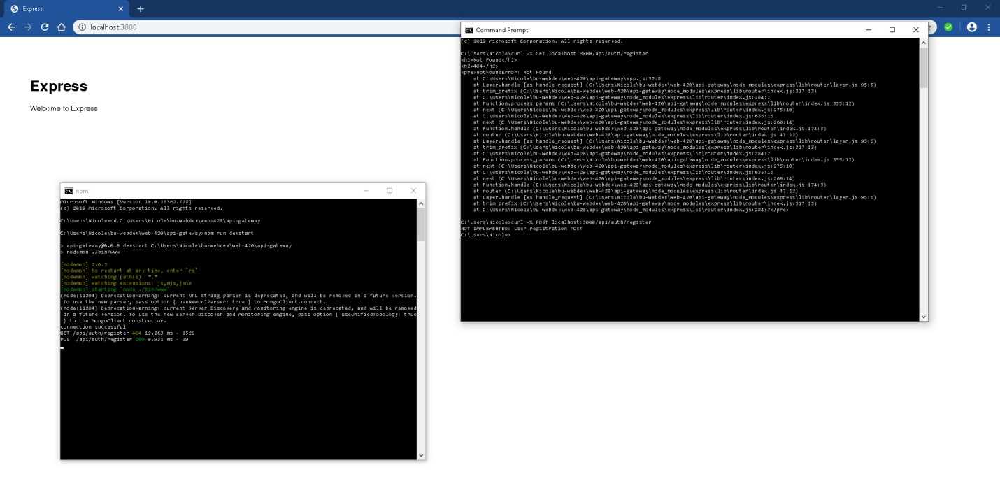 Express
localhost:3000
Express
Welcome to Express
npm
Microsoft Windows [Version 10.0.18362.778]
(c) 2019 Microsoft Corporation. All rights reserved.
C:\Users\Nicole>cd C:\Users\Nicole\bu-webdev\web-420\api-gateway
C:\Users\Nicole\bu-webdev\web-420\api-gateway>npm run devstart
> api-gateway@0.0.0 devstart C:\Users\Nicole\bu-webdev\web-420\api-gateway
> nodemon ./bin/www
[nodemon] 2.0.3
[nodemon] to restart at any time, enter `rs`
[nodemon] watching path(s): *.*
[nodemon] watching extensions: js,mjs,json
[nodemon] starting `node ./bin/www`
(node:11204) DeprecationWarning: current URL string parser is deprecated, and will be removed in a future version.
To use the new parser, pass option { useNewUrlParser: true } to MongoClient.connect.
(node:11204) DeprecationWarning: current Server Discovery and Monitoring engine is deprecated, and will be removed
in a future version. To use the new Server Discover and Monitoring engine, pass option { useUnifiedTopology: true
} to the MongoClient constructor.
connection successful
GET /api/auth/register 404 12.263 ms - 2522
POST /api/auth/register 200 0.931 ms - 39
Command Prompt
(c) 2019 Microsoft Corporation. All rights reserved.
C:\Users\Nicole>curl -X GET localhost:3000/api/auth/register
<h1>Not Found</h1>
<h2>404</h2>
<pre>NotFoundError: Not Found
at C:\Users\Nicole\bu-webdev\web-420\api-gateway\app.js:52:8
at Layer.handle [as handle_request] (C:\Users\Nicole\bu-webdev\web-420\api-gateway\node_modules\express\lib\router\layer.js:95:5)
at trim_prefix (C:\Users\Nicole\bu-webdev\web-420\api-gateway\node_modules\express\lib\router\index.js:317:13)
at C:\Users\Nicole\bu-webdev\web-420\api-gateway\node_modules\express\lib\router\index.js:284:7
at Function.process_params (C:\Users\Nicole\bu-webdev\web-420\api-gateway\node_modules\express\lib\router\index.js:335:12)
at next (C:\Users\Nicole\bu-webdev\web-420\api-gateway\node_modules\express\lib\router\index.js:275:10)
at C:\Users\Nicole\bu-webdev\web-420\api-gateway\node_modules\express\lib\router\index.js:635:15
at next (C:\Users\Nicole\bu-webdev\web-420\api-gateway\node_modules\express\lib\router\index.js:260:14)
at Function.handle (C:\Users\Nicole\bu-webdev\web-420\api-gateway\node_modules\express\lib\router\index.js:174:3)
at router (C:\Users\Nicole\bu-webdev\web-420\api-gateway\node_modules\express\lib\router\index.js:47:12)
at Layer.handle [as handle_request] (C:\Users\Nicole\bu-webdev\web-420\api-gateway\node_modules\express\lib\router\layer.js:95:5)
at trim_prefix (C:\Users\Nicole\bu-webdev\web-420\api-gateway\node_modules\express\lib\router\index.js:317:13)
at C:\Users\Nicole\bu-webdev\web-420\api-gateway\node_modules\express\lib\router\index.js:284:7
at Function.process_params (C:\Users\Nicole\bu-webdev\web-420\api-gateway\node_modules\express\lib\router\index.js:335:12)
at next (C:\Users\Nicole\bu-webdev\web-420\api-gateway\node_modules\express\lib\router\index.js:275:10)
at C:\Users\Nicole\bu-webdev\web-420\api-gateway\node_modules\express\lib\router\index.js:635:15
at next (C:\Users\Nicole\bu-webdev\web-420\api-gateway\node_modules\express\lib\router\index.js:260:14)
at Function.handle (C:\Users\Nicole\bu-webdev\web-420\api-gateway\node_modules\express\lib\router\index.js:174:3)
at router (C:\Users\Nicole\bu-webdev\web-420\api-gateway\node_modules\express\lib\router\index.js:47:12)
at Layer.handle [as handle_request] (C:\Users\Nicole\bu-webdev\web-420\api-gateway\node_modules\express\lib\router\layer.js:95:5)
at trim_prefix (C:\Users\Nicole\bu-webdev\web-420\api-gateway\node_modules\express\lib\router\index.js:317:13)
at C:\Users\Nicole\bu-webdev\web-420\api-gateway\node_modules\express\lib\router\index.js:284:7</pre>
C:\Users\Nicole>curl -X POST localhost:3000/api/auth/register
NOT IMPLEMENTED: User registration POST
C:\Users\Nicole>